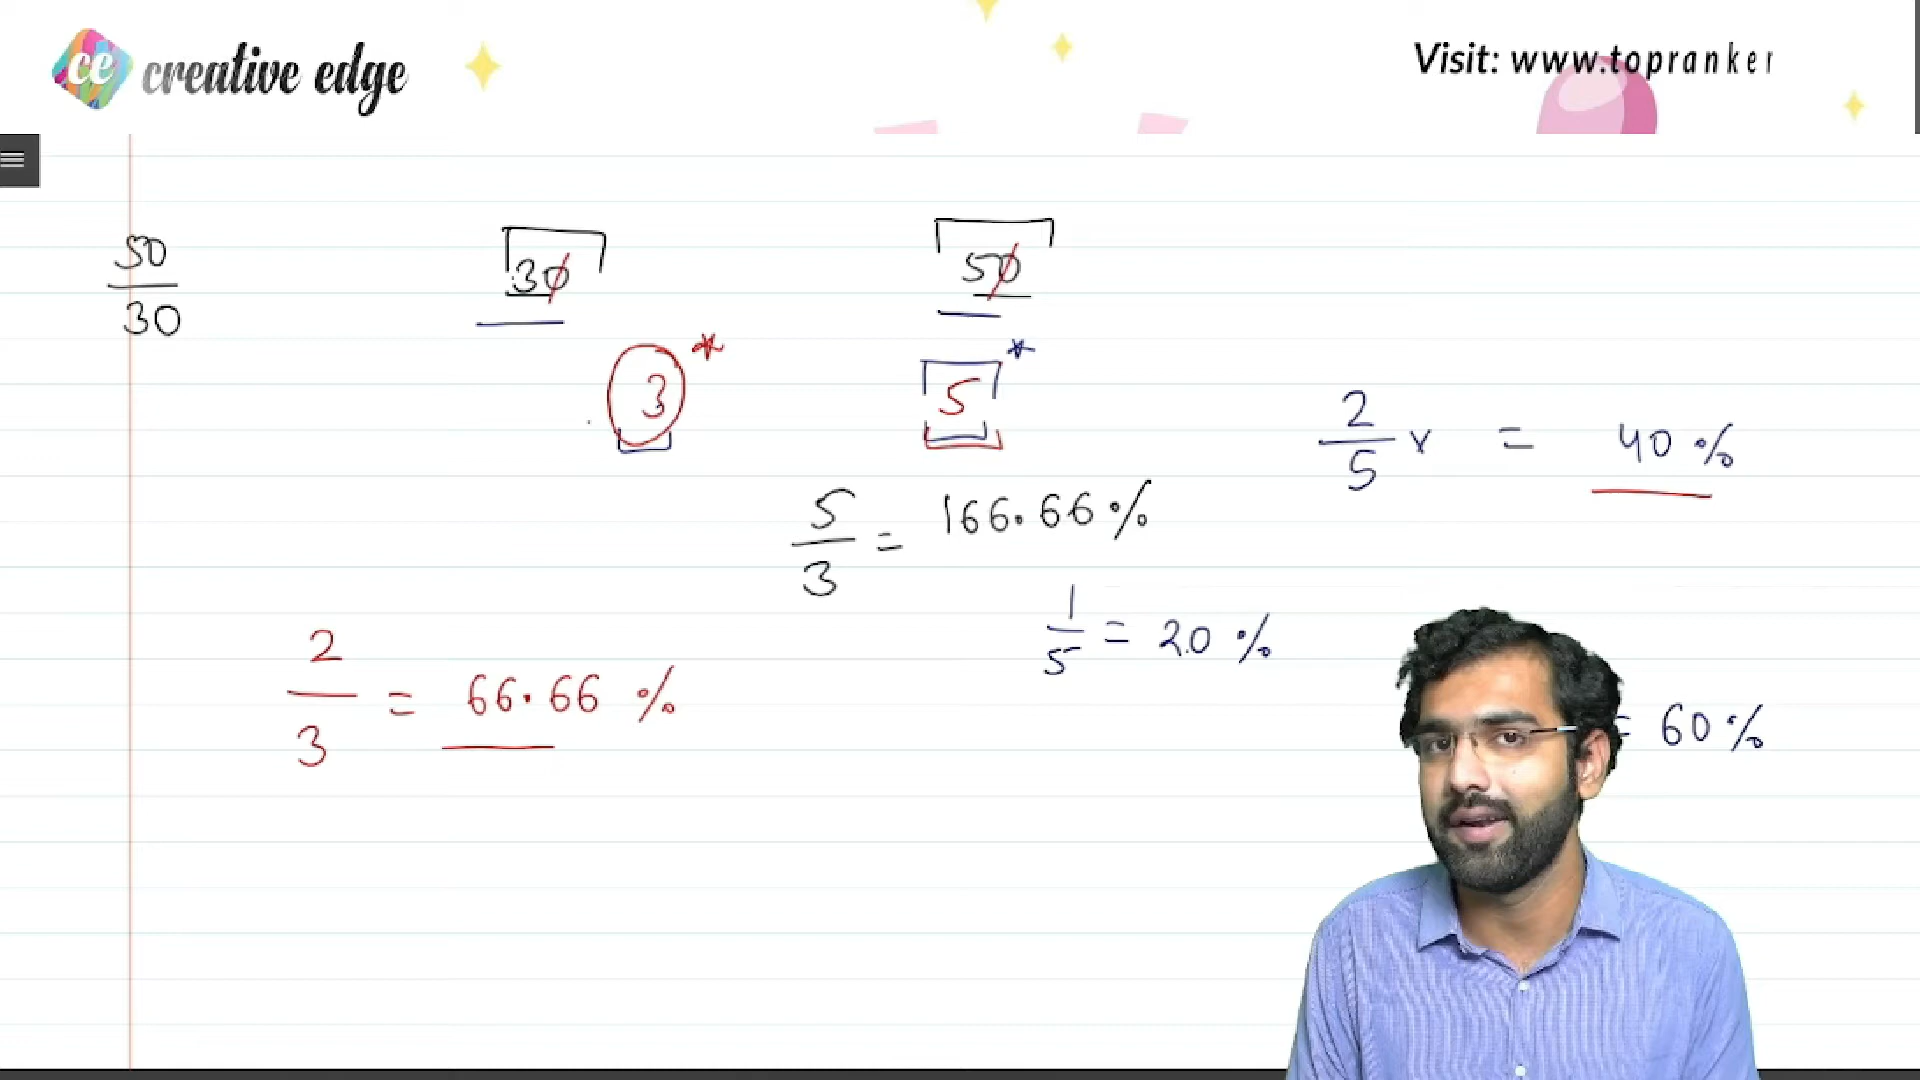 ce creative edge
Visit: www.topranker
50
30
30
50
3 *
5 *
2/5 x = 40 %
5/3 = 166.66 %
1/5 = 20 %
2/3 = 66.66 %
= 60 %